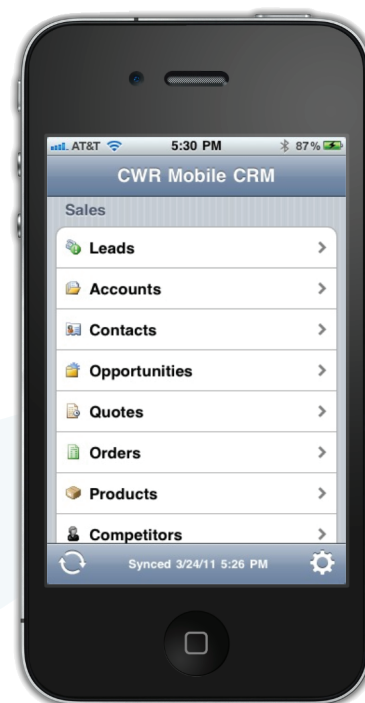 AT&T 5:30 PM 87%
CWR Mobile CRM
Sales
Leads
Accounts
Contacts
Opportunities
Quotes
Orders
Products
Competitors
Synced 3/24/11 5:26 PM